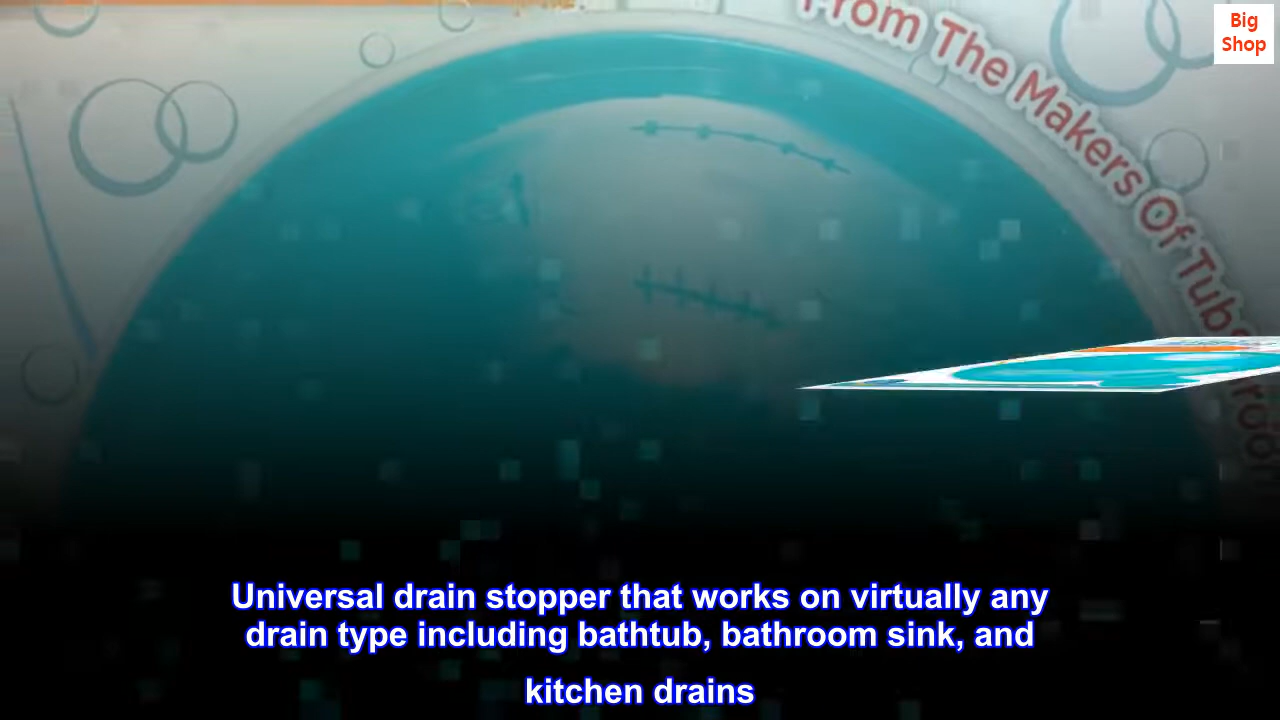 Big
Shop
From The Makers Of Tubshroom
Universal drain stopper that works on virtually any
drain type including bathtub, bathroom sink, and
kitchen drains